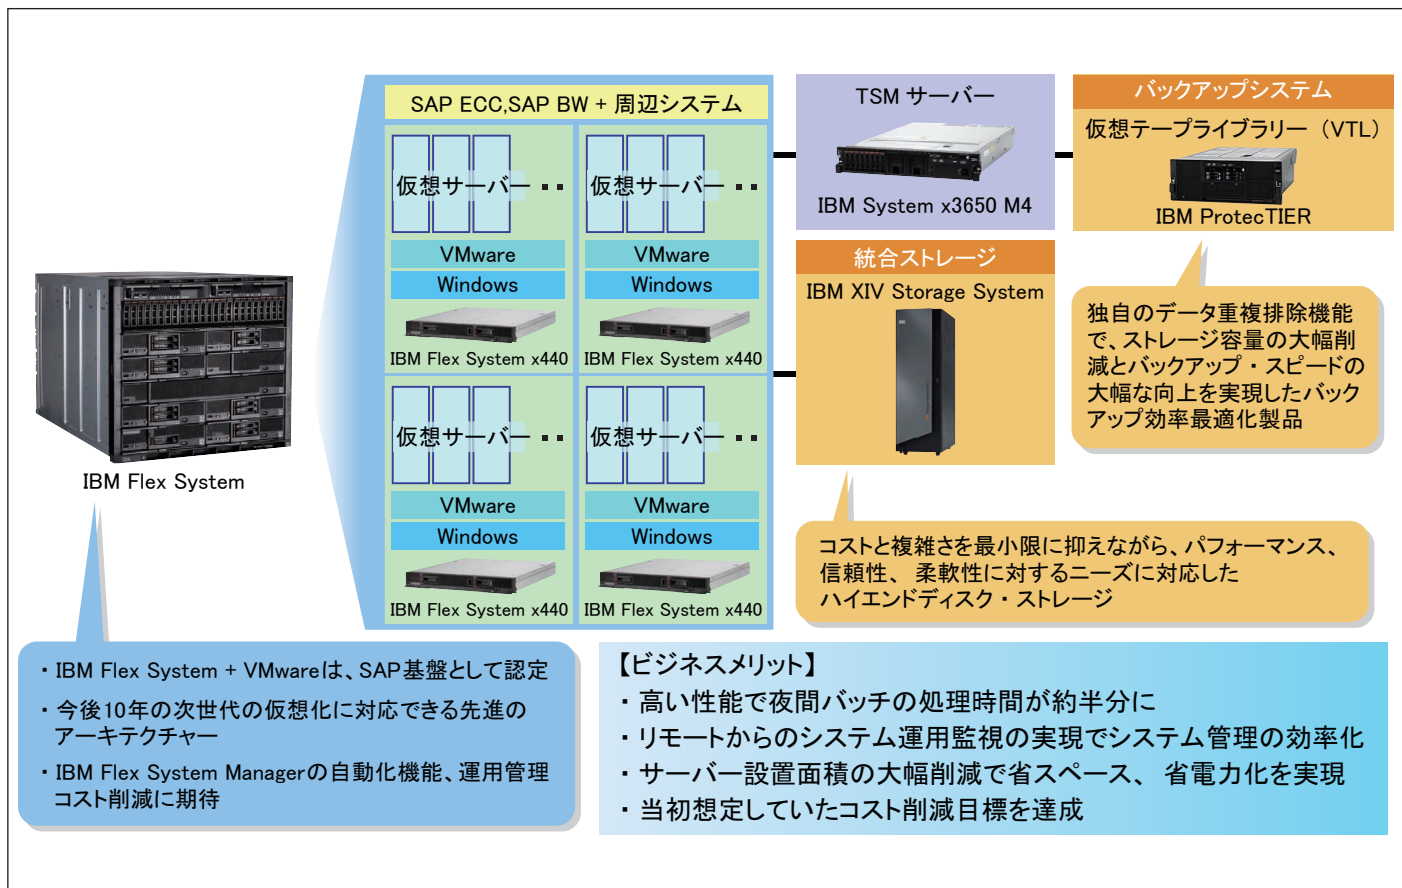 SAP ECC,SAP BW + 周辺システム
仮想サーバー ‥
VMware
Windows
IBM Flex System x440
仮想サーバー ‥
VMware
Windows
IBM Flex System x440
仮想サーバー ‥
VMware
Windows
IBM Flex System x440
仮想サーバー ‥
VMware
Windows
IBM Flex System x440
IBM Flex System
TSM サーバー
IBM System x3650 M4
バックアップシステム
仮想テープライブラリー（VTL）
IBM ProtecTIER
統合ストレージ
IBM XIV Storage System
独自のデータ重複排除機能
で、ストレージ容量の大幅削
減とバックアップ・スピードの
大幅な向上を実現したバック
アップ効率最適化製品
コストと複雑さを最小限に抑えながら、パフォーマンス、
信頼性、 柔軟性に対するニーズに対応した
ハイエンドディスク・ストレージ
・IBM Flex System + VMwareは、SAP基盤として認定
・今後10年の次世代の仮想化に対応できる先進の
アーキテクチャー
・IBM Flex System Managerの自動化機能、運用管理
コスト削減に期待
【ビジネスメリット】
・高い性能で夜間バッチの処理時間が約半分に
・リモートからのシステム運用監視の実現でシステム管理の効率化
・サーバー設置面積の大幅削減で省スペース、 省電力化を実現
・当初想定していたコスト削減目標を達成